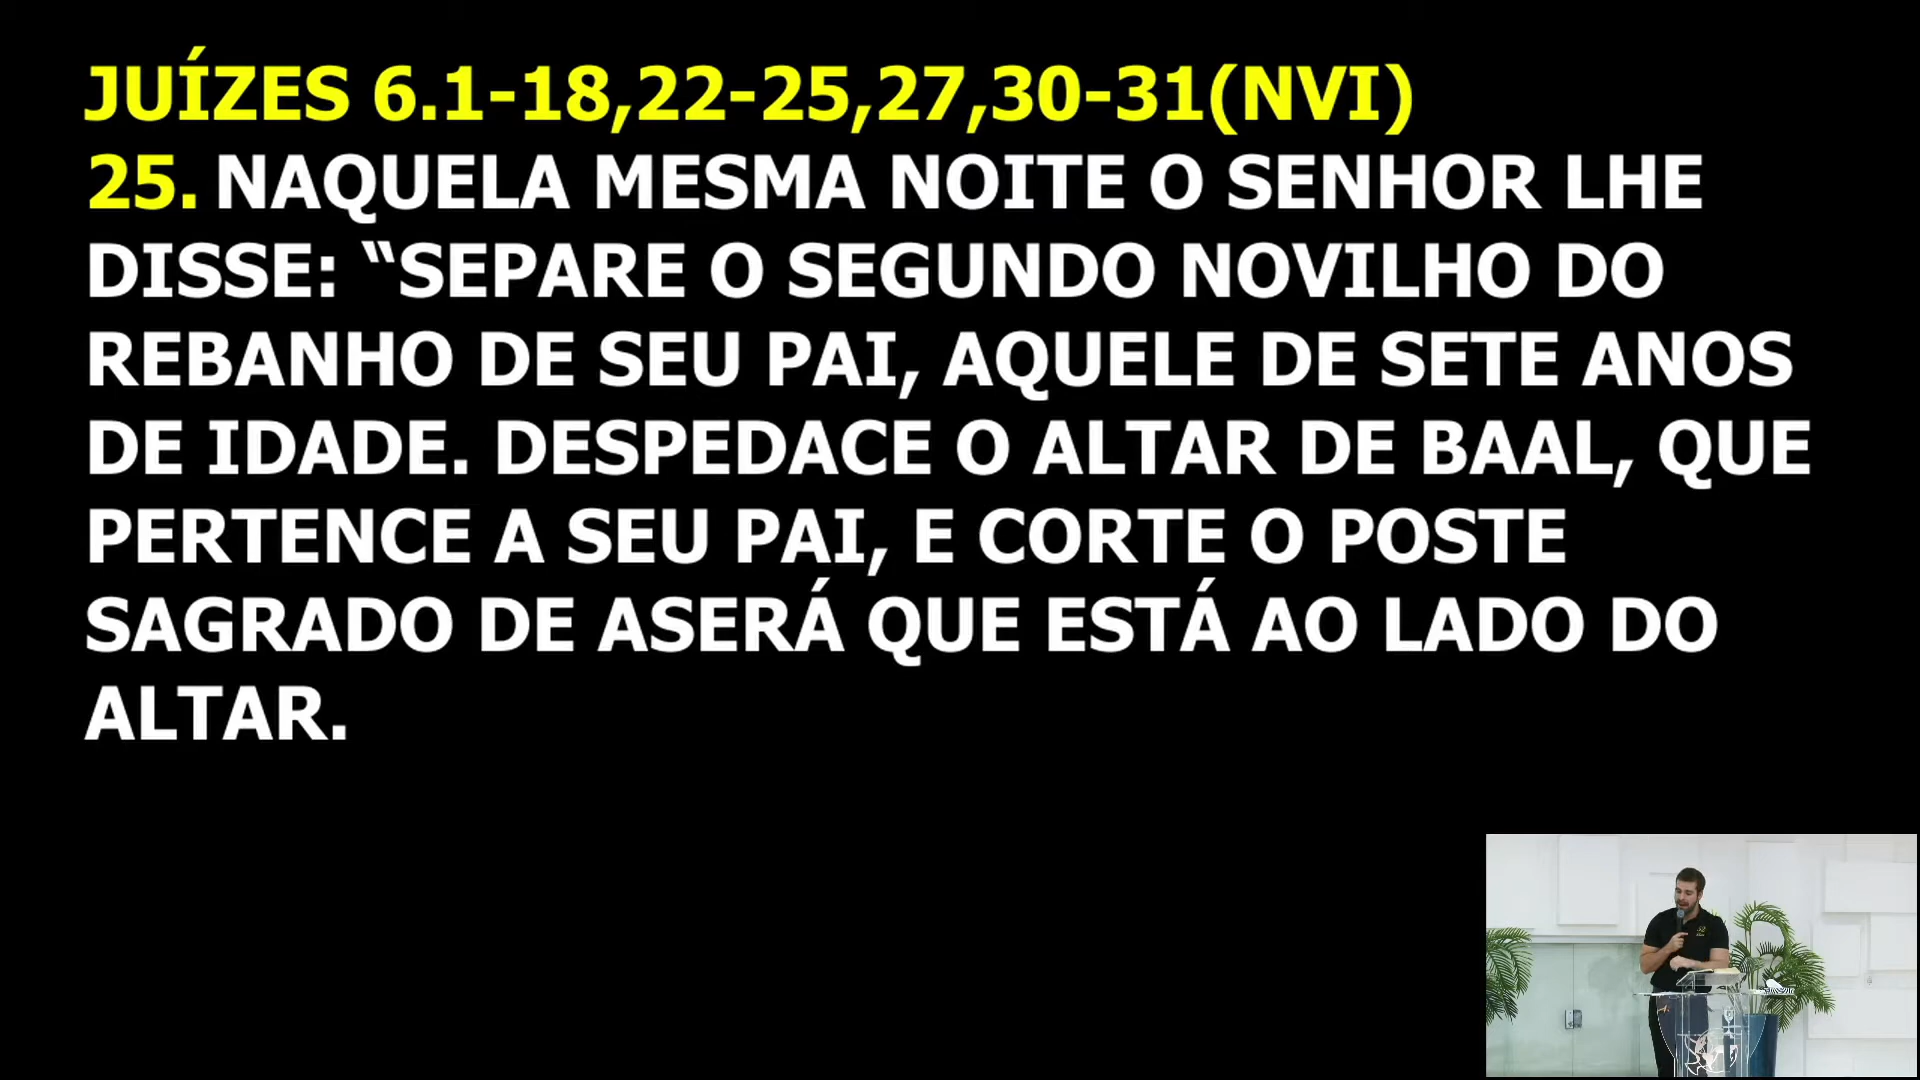 JUÍZES 6.1-18,22-25,27,30-31(NVI)
25. NAQUELA MESMA NOITE O SENHOR LHE
DISSE: “SEPARE O SEGUNDO NOVILHO DO
REBANHO DE SEU PAI, AQUELE DE SETE ANOS
DE IDADE. DESPEDACE O ALTAR DE BAAL, QUE
PERTENCE A SEU PAI, E CORTE O POSTE
SAGRADO DE ASERÁ QUE ESTÁ AO LADO DO
ALTAR.